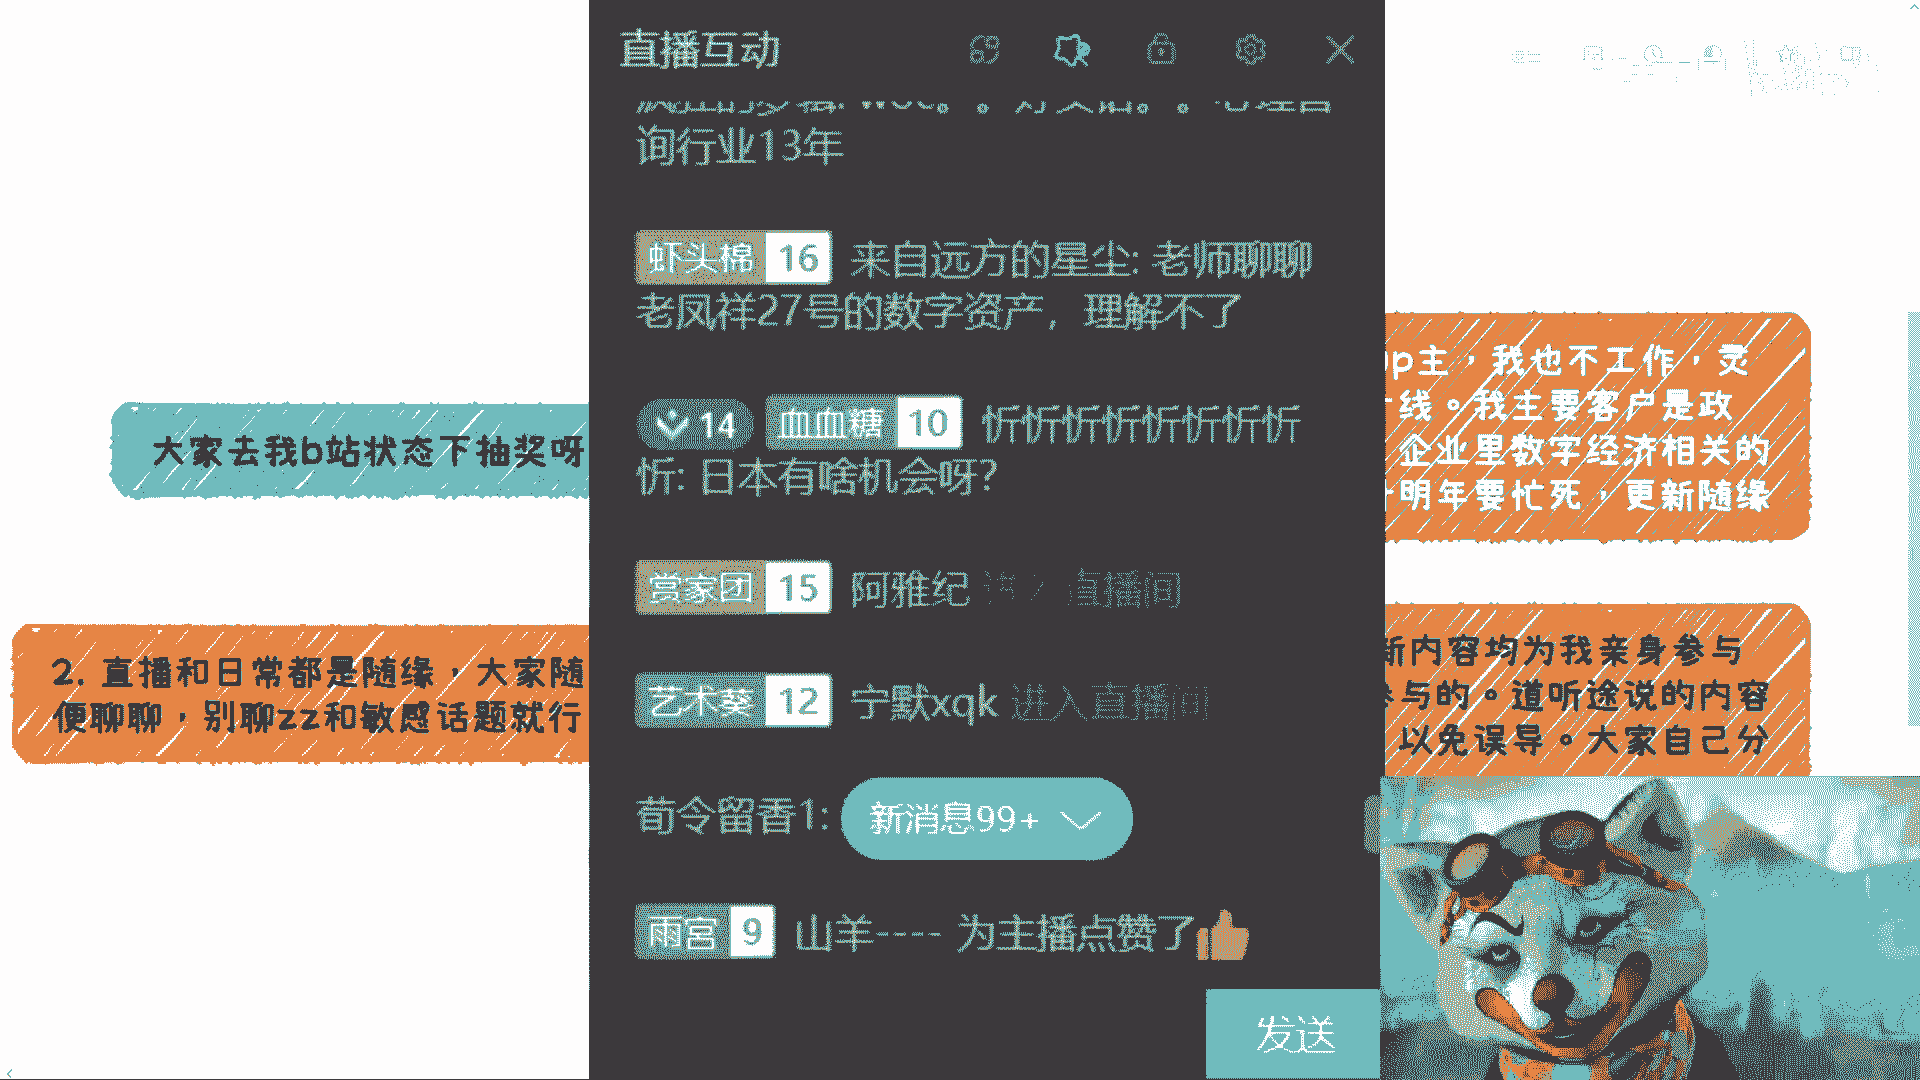 直播互动
询行业13年
虾头棉 16 来自远方的星尘: 老师聊聊
老凤祥27号的数字资产，理解不了
14 血血糖 10 忻忻忻忻忻忻忻忻
忻: 日本有啥机会呀?
赏家团 15 阿雅纪 进入直播间
艺术葵 12 宁默xqk 进入直播间
荀令留香1:
新消息99+
雨宫 9 山羊---- 为主播点赞了
发送
大家去我b站状态下抽奖呀
2. 直播和日常都是随缘，大家随
便聊聊，别聊zz和敏感话题就行
p主，我也不工作，灵
线。我主要客户是政
企业里数字经济相关的
明年要忙死，更新随缘
新内容均为我亲身参与
参与的。道听途说的内容
以免误导。大家自己分